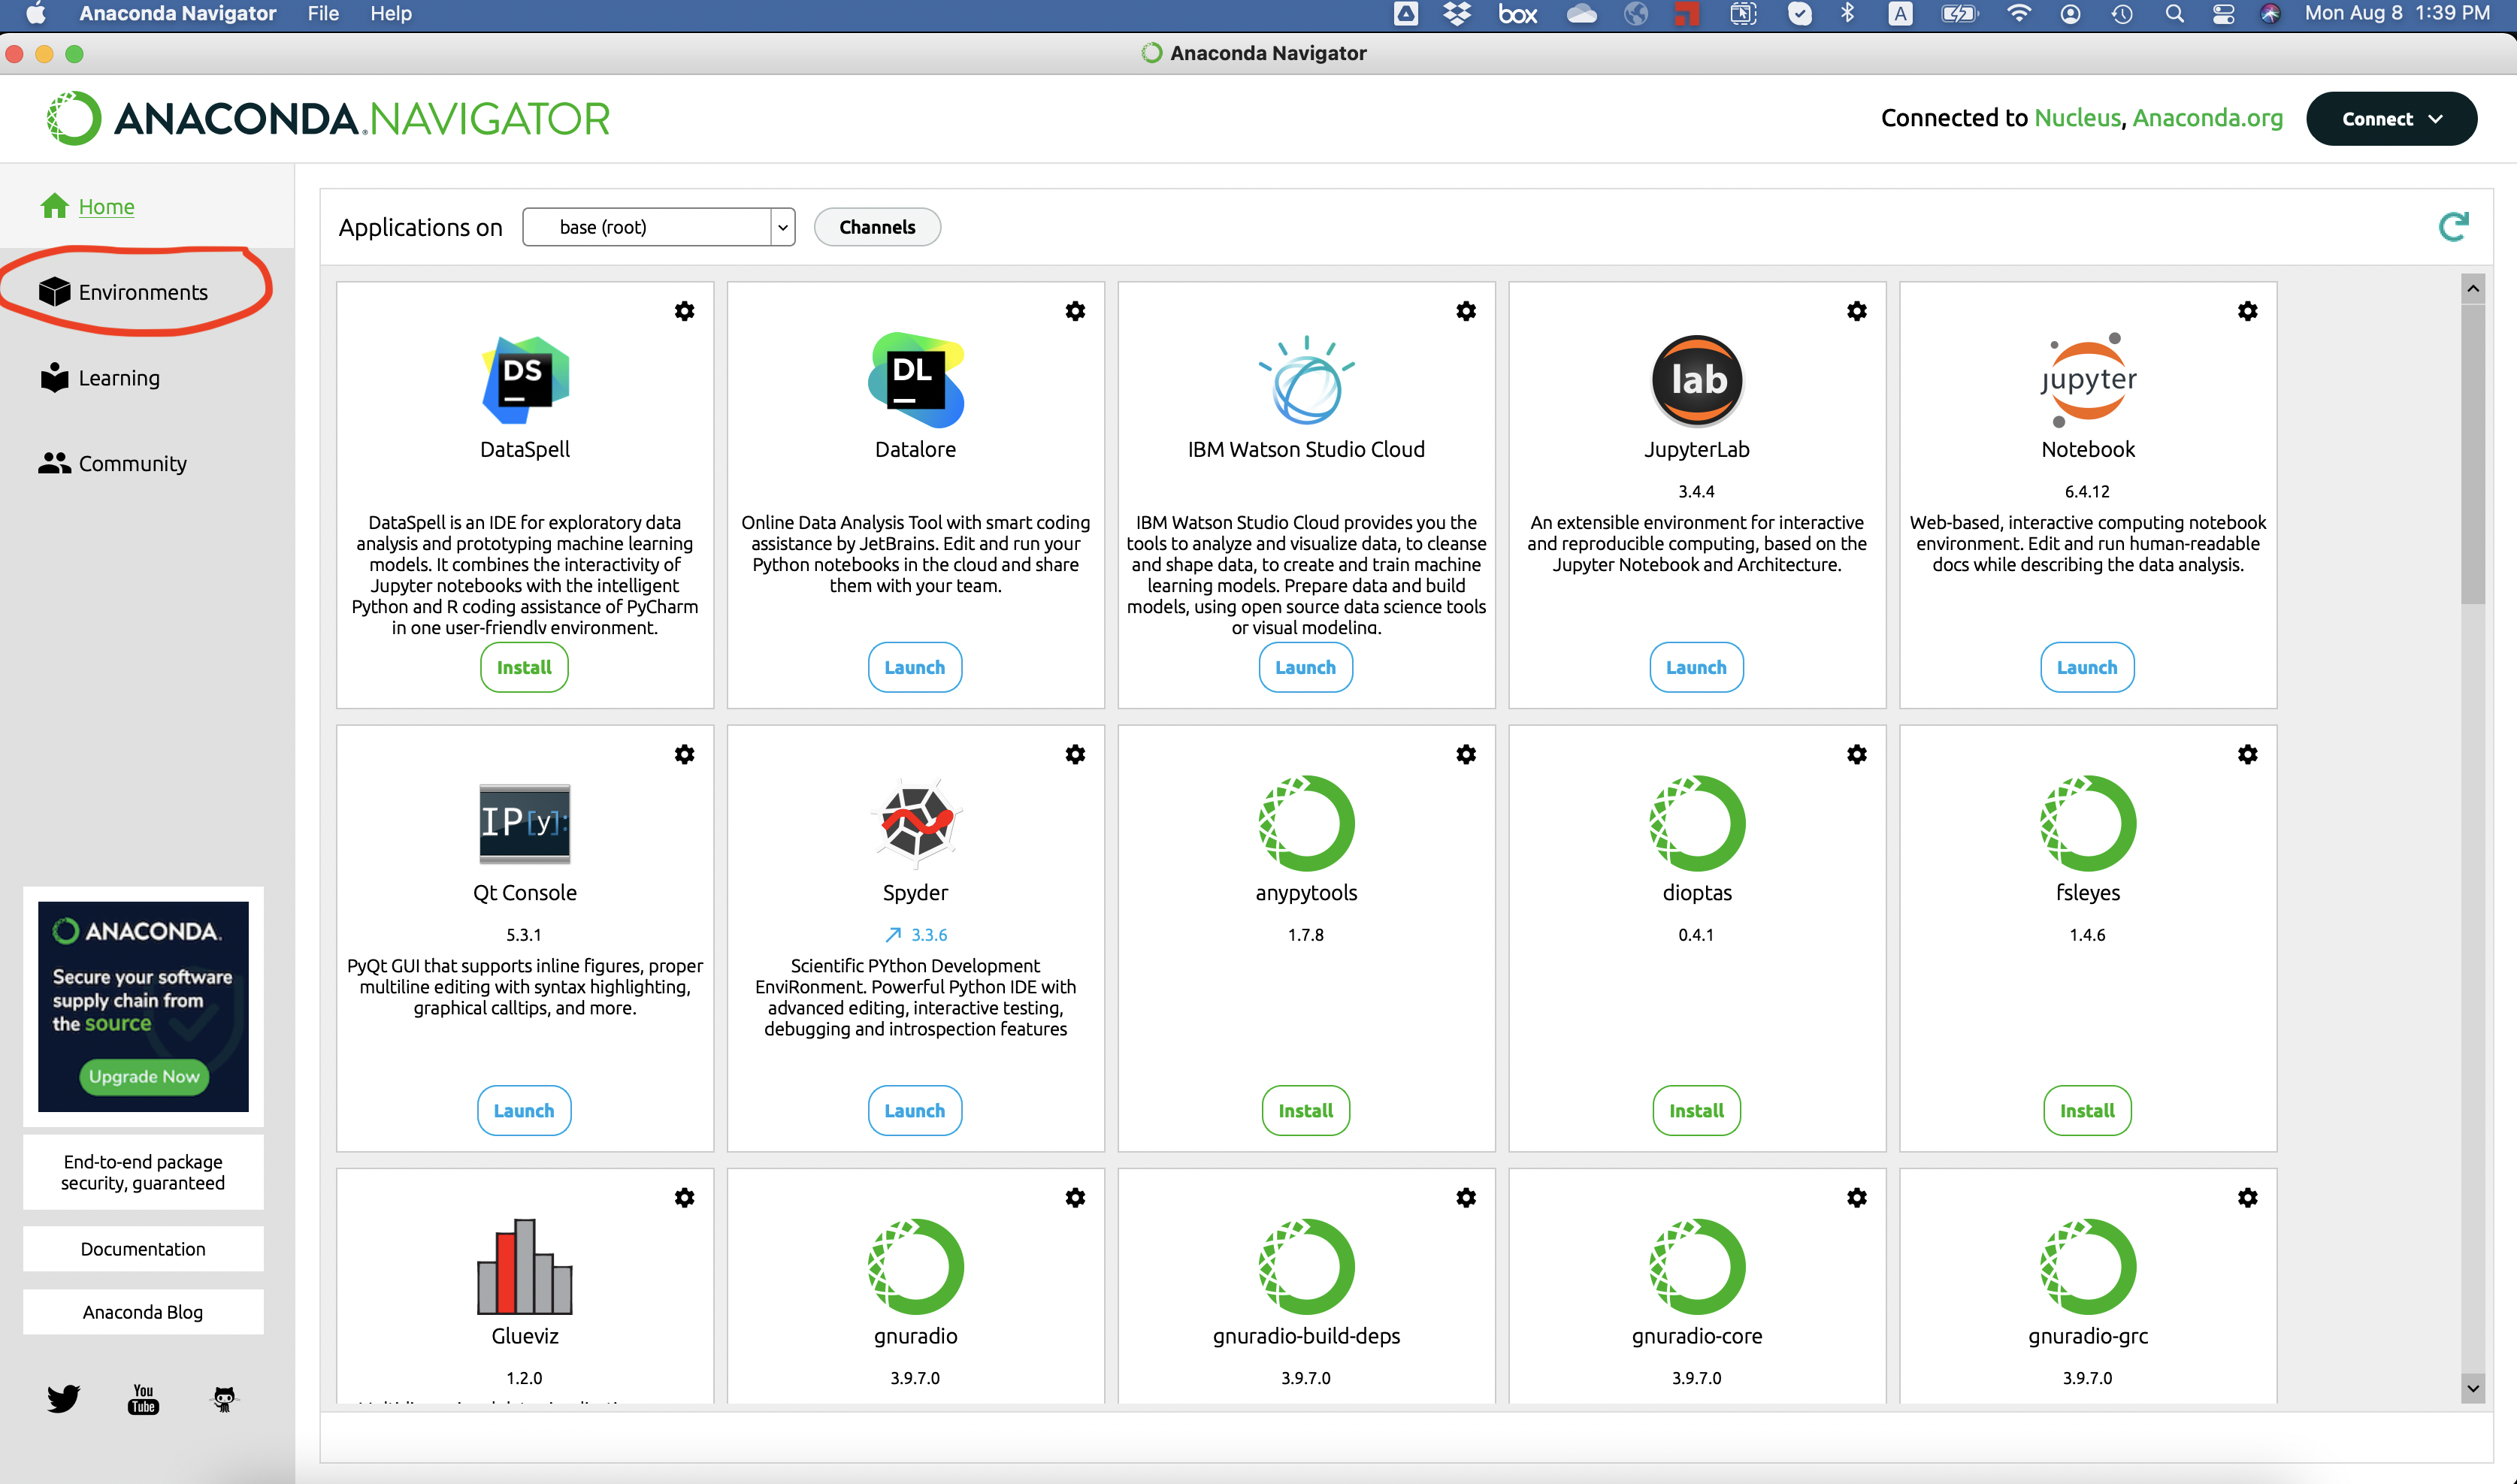 Anaconda Navigator File Help box A Mon Aug 8 1:39 PM
Anaconda Navigator
ANACONDA.NAVIGATOR
Connected to Nucleus, Anaconda.org Connect
Home
Environments
Learning
Community
Applications on base (root) Channels
DS
DataSpell
DataSpell is an IDE for exploratory data
analysis and prototyping machine learning
models. It combines the interactivity of
Jupyter notebooks with the intelligent
Python and R coding assistance of PyCharm
in one user-friendly environment.
Install
DL
Datalore
Online Data Analysis Tool with smart coding
assistance by JetBrains. Edit and run your
Python notebooks in the cloud and share
them with your team.
Launch
IBM Watson Studio Cloud
IBM Watson Studio Cloud provides you the
tools to analyze and visualize data, to cleanse
and shape data, to create and train machine
learning models. Prepare data and build
models, using open source data science tools
or visual modeling.
Launch
lab
JupyterLab
3.4.4
An extensible environment for interactive
and reproducible computing, based on the
Jupyter Notebook and Architecture.
Launch
jupyter
Notebook
6.4.12
Web-based, interactive computing notebook
environment. Edit and run human-readable
docs while describing the data analysis.
Launch
IP[y]:
Qt Console
5.3.1
PyQt GUI that supports inline figures, proper
multiline editing with syntax highlighting,
graphical calltips, and more.
Launch
Spyder
3.3.6
Scientific PYthon Development
EnviRonment. Powerful Python IDE with
advanced editing, interactive testing,
debugging and introspection features
Launch
anypytools
1.7.8
Install
dioptas
0.4.1
Install
fsleyes
1.4.6
Install
Glueviz
1.2.0
gnuradio
3.9.7.0
gnuradio-build-deps
3.9.7.0
gnuradio-core
3.9.7.0
gnuradio-grc
3.9.7.0
ANACONDA.
Secure your software
supply chain from
the source
Upgrade Now
End-to-end package
security, guaranteed
Documentation
Anaconda Blog
You
Tube